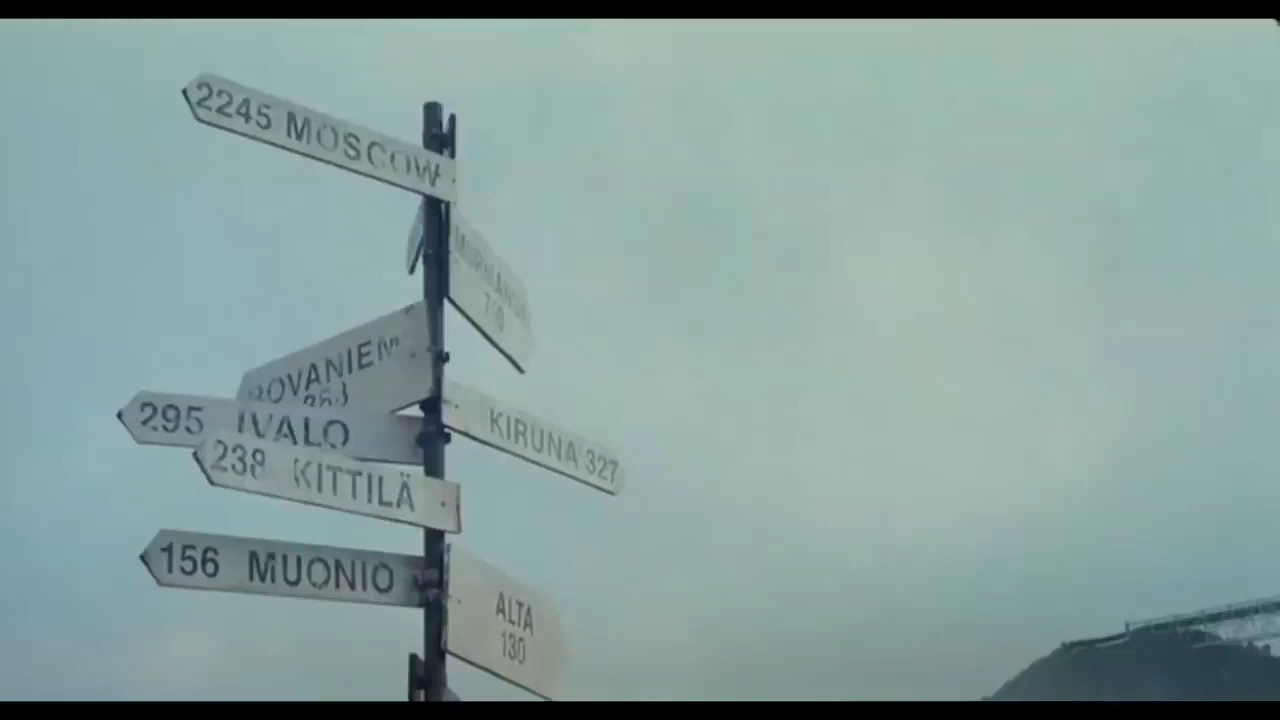 2245 MOSCOW
KIRUNA 327
295 IVALO
238 KITTILÄ
156 MUONIO
ALTA
130